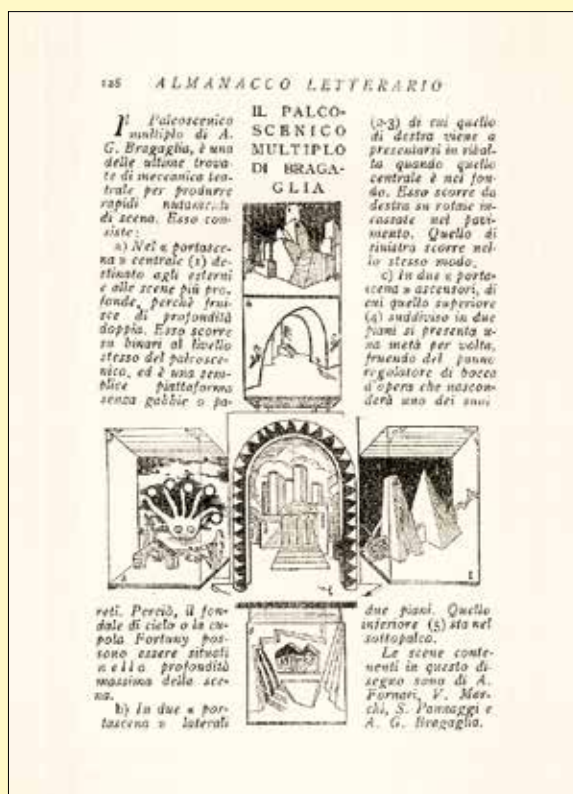 126 ALMANACCO LETTERARIO
IL PALCO-
SCENICO
MULTIPLO
DI BRAGA-
GLIA
Il Palcoscenico
multiplo di A.
G. Bragaglia, è una
delle ultime trova-
te di meccanica tea-
trale per produrre
rapidi mutamenti
di scena. Esso con-
siste:
a) Nel « portasce-
na » centrale (1) de-
stinato agli esterni
e alle scene più pro-
fonde, perchè frui-
sce di profondità
doppia. Esso scorre
su binari al livello
stesso del palcosce-
nico, ed è una sem-
plice piattaforma
senza gabbie o pa-
reti. Perciò, il fon-
dale di cielo o la cu-
pola Fortuny pos-
sono essere situati
nella profondità
massima della sce-
na.
b) In due « por-
tascena » laterali
(2-3) di cui quello
di destra viene a
presentarsi in ribal-
ta quando quello
centrale è nel fon-
do. Esso scorre da
destra su rotaie in-
cassate nel pavi-
mento. Quello di
sinistra scorre nel-
lo stesso modo.
c) In due « porta-
scena » ascensori, di
cui quello superiore
(4) suddiviso in due
piani si presenta u-
na metà per volta,
fruendo del panno
regolatore di bocca
d'opera che nascon-
derà uno dei suoi
due piani. Quello
inferiore (5) sta nel
sottopalco.
Le scene conte-
nenti in questo di-
segno sono di A.
Fornari, V. Mar-
chi, S. Pannaggi e
A. G. Bragaglia.